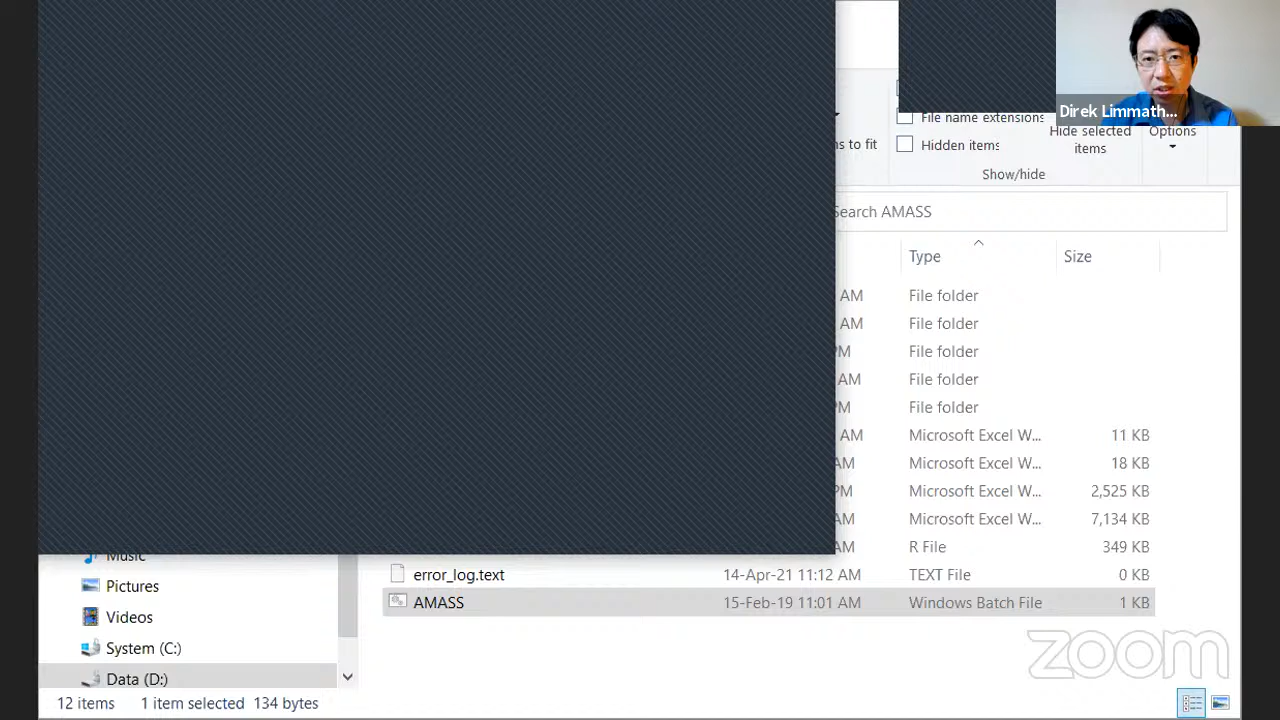 Direk Limmath...
File name extensions
Hide selected items
Options
ns to fit
Hidden items
Show/hide
Search AMASS
Type
Size
AM
File folder
AM
File folder
PM
File folder
AM
File folder
PM
File folder
AM
Microsoft Excel W...
11 KB
AM
Microsoft Excel W...
18 KB
PM
Microsoft Excel W...
2,525 KB
AM
Microsoft Excel W...
7,134 KB
AM
R File
349 KB
Music
error_log.text
14-Apr-21 11:12 AM
TEXT File
0 KB
Pictures
AMASS
15-Feb-19 11:01 AM
Windows Batch File
1 KB
Videos
System (C:)
Data (D:)
zoom
12 items
1 item selected
134 bytes